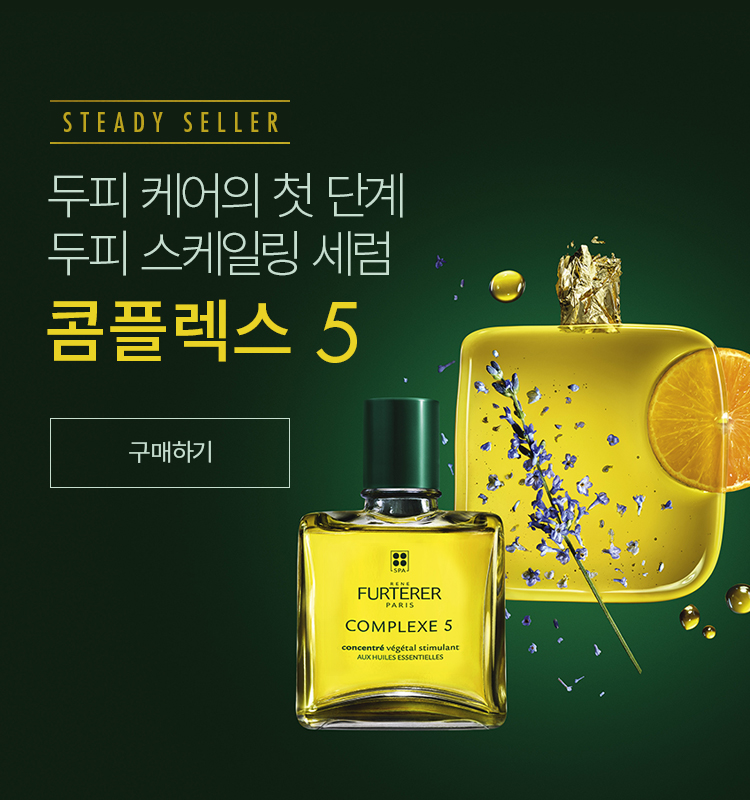 STEADY SELLER
두피 케어의 첫 단계
두피 스케일링 세럼
콤플렉스 5
구매하기
SPA
RENE
FURTERER
PARIS
COMPLEXE 5
concentré végétal stimulant
AUX HUILES ESSENTIELLES